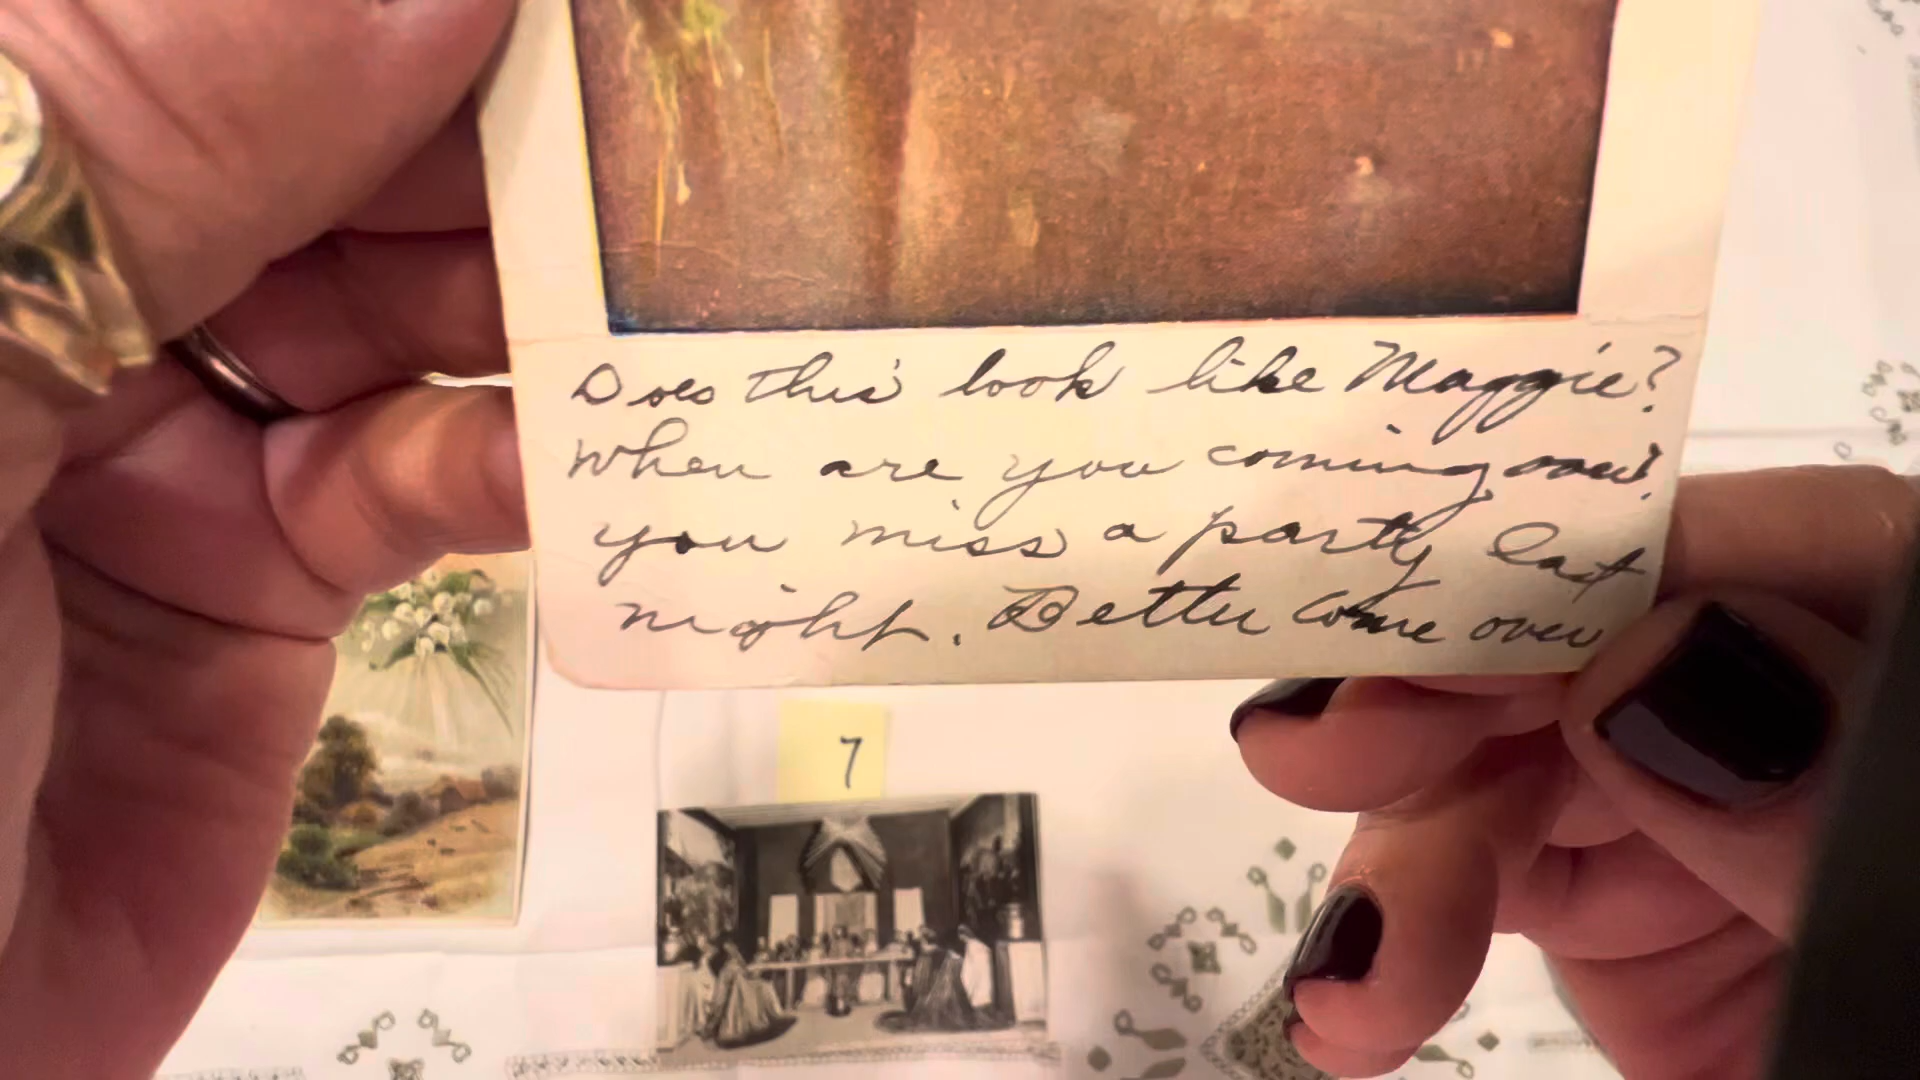 Does this look like Maggie?
When are you coming over?
you miss a party last
night. Better come over
7